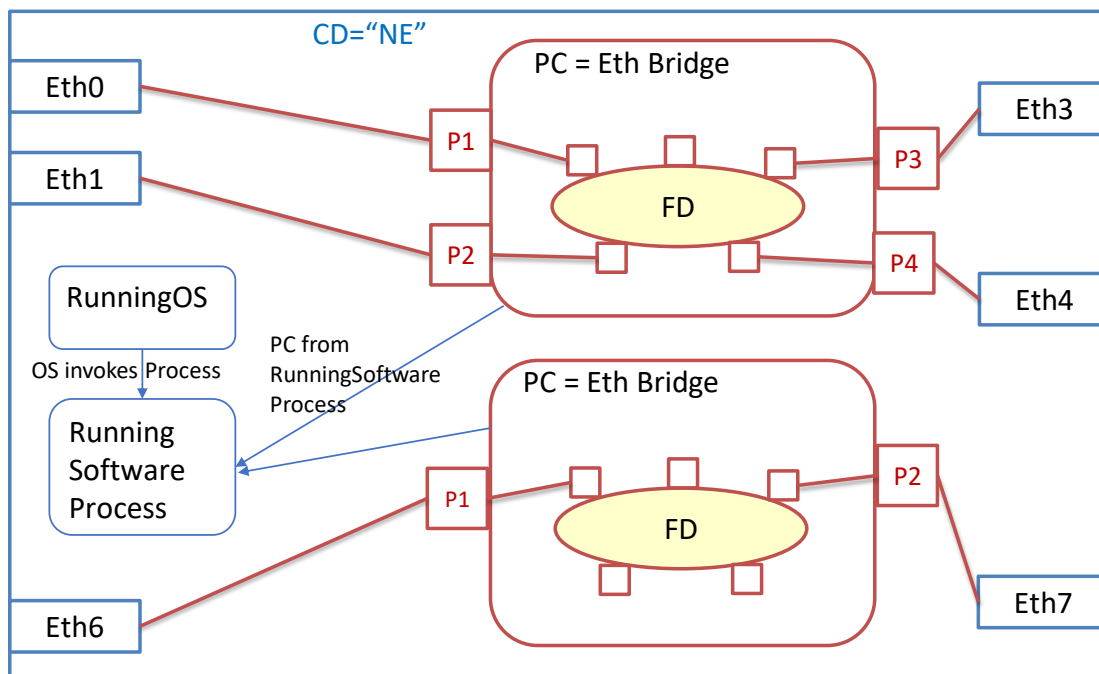 CD=“NE”
Eth0
Eth1
PC = Eth Bridge
P1
P2
FD
P3
P4
Eth3
Eth4
RunningOS
OS invokes Process
Running
Software
Process
PC from
RunningSoftware
Process
PC = Eth Bridge
P1
FD
P2
Eth6
Eth7